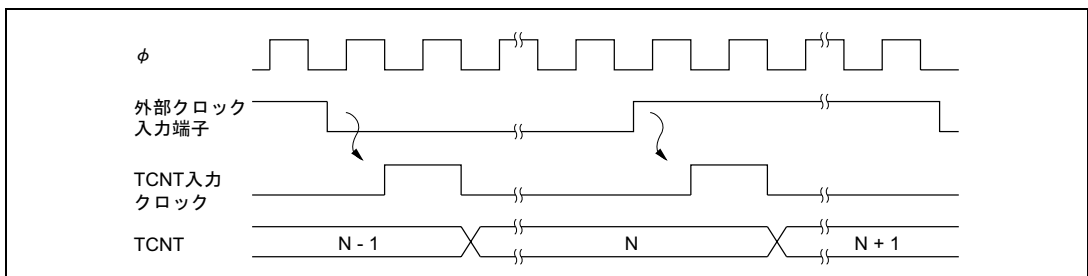 φ
外部クロック
入力端子
TCNT入力
クロック
TCNT
N - 1
N
N + 1